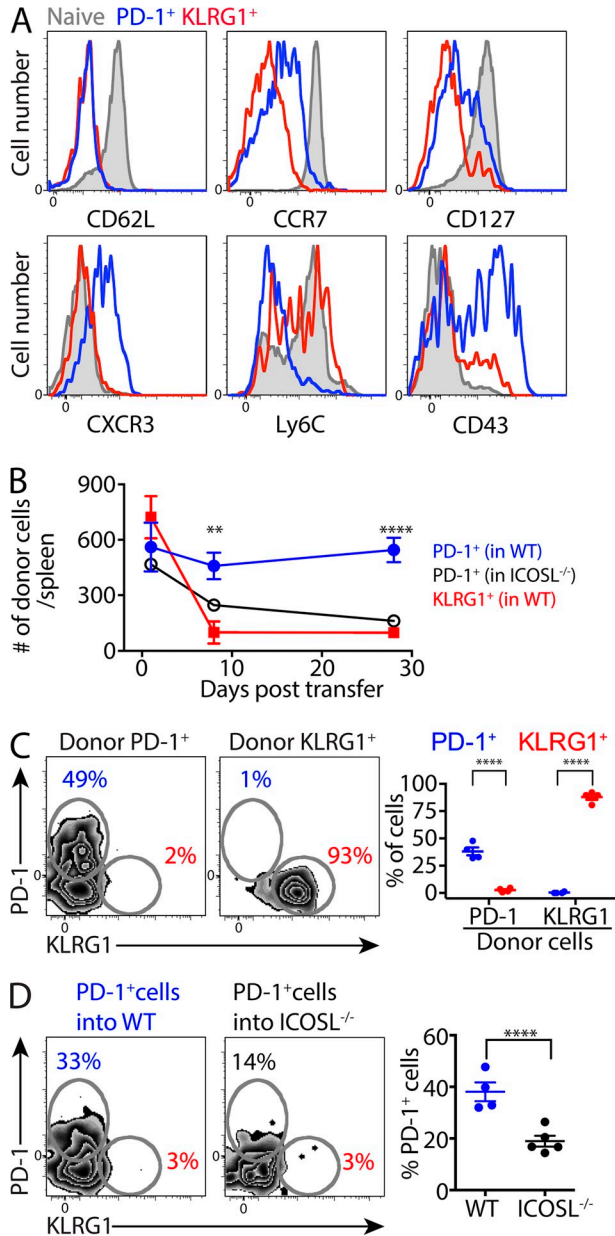 A Naive PD-1+ KLRG1+
Cell number
0
0
CD62L
0
CCR7
0
CD127
Cell number
0
0
CXCR3
0
Ly6C
0
CD43
B
# of donor cells
/spleen
900
600
300
0
** ****
0 10 20 30
Days post transfer
PD-1+ (in WT)
PD-1+ (in ICOSL-/-)
KLRG1+ (in WT)
C
Donor PD-1+ Donor KLRG1+
49% 2%
1% 93%
0
PD-1
KLRG1
PD-1+ KLRG1+
**** ****
% of cells
100
75
50
25
0
PD-1 KLRG1
Donor cells
D
PD-1+cells
into WT
PD-1+cells
into ICOSL-/-
33% 3%
14% 3%
0
0
PD-1
KLRG1
****
% PD-1+ cells
60
40
20
0
WT ICOSL-/-